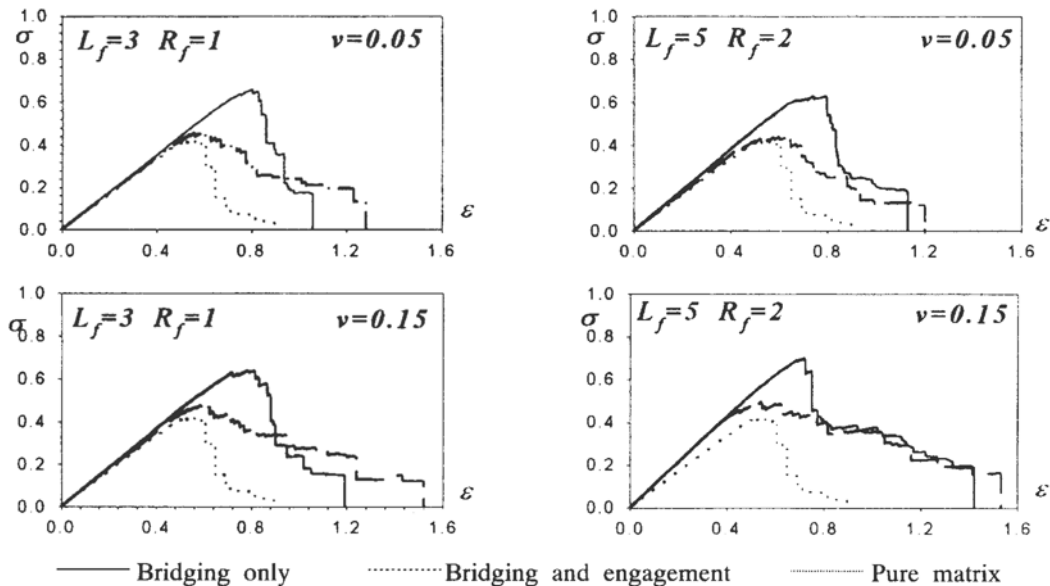 1.0
σ
L_f=3 R_f=1 v=0.05
0.8
0.6
0.4
0.2
0.0
ε
0.0 0.4 0.8 1.2 1.6
1.0
σ
L_f=5 R_f=2 v=0.05
0.8
0.6
0.4
0.2
0.0
ε
0.0 0.4 0.8 1.2 1.6
1.0
σ
L_f=3 R_f=1 v=0.15
0.8
0.6
0.4
0.2
0.0
ε
0.0 0.4 0.8 1.2 1.6
1.0
σ
L_f=5 R_f=2 v=0.15
0.8
0.6
0.4
0.2
0.0
ε
0.0 0.4 0.8 1.2 1.6
Bridging only Bridging and engagement Pure matrix